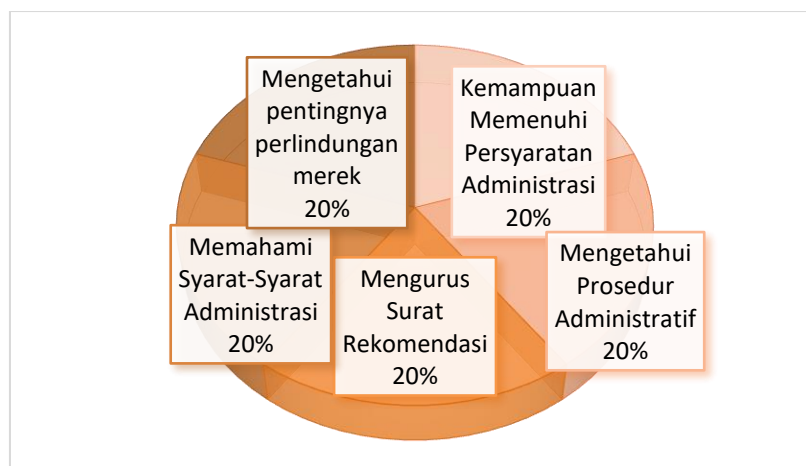 Mengetahui
pentingnya
perlindungan
merek
20%
Kemampuan
Memenuhi
Persyaratan
Administrasi
20%
Memahami
Syarat-Syarat
Administrasi
20%
Mengurus
Surat
Rekomendasi
20%
Mengetahui
Prosedur
Administratif
20%